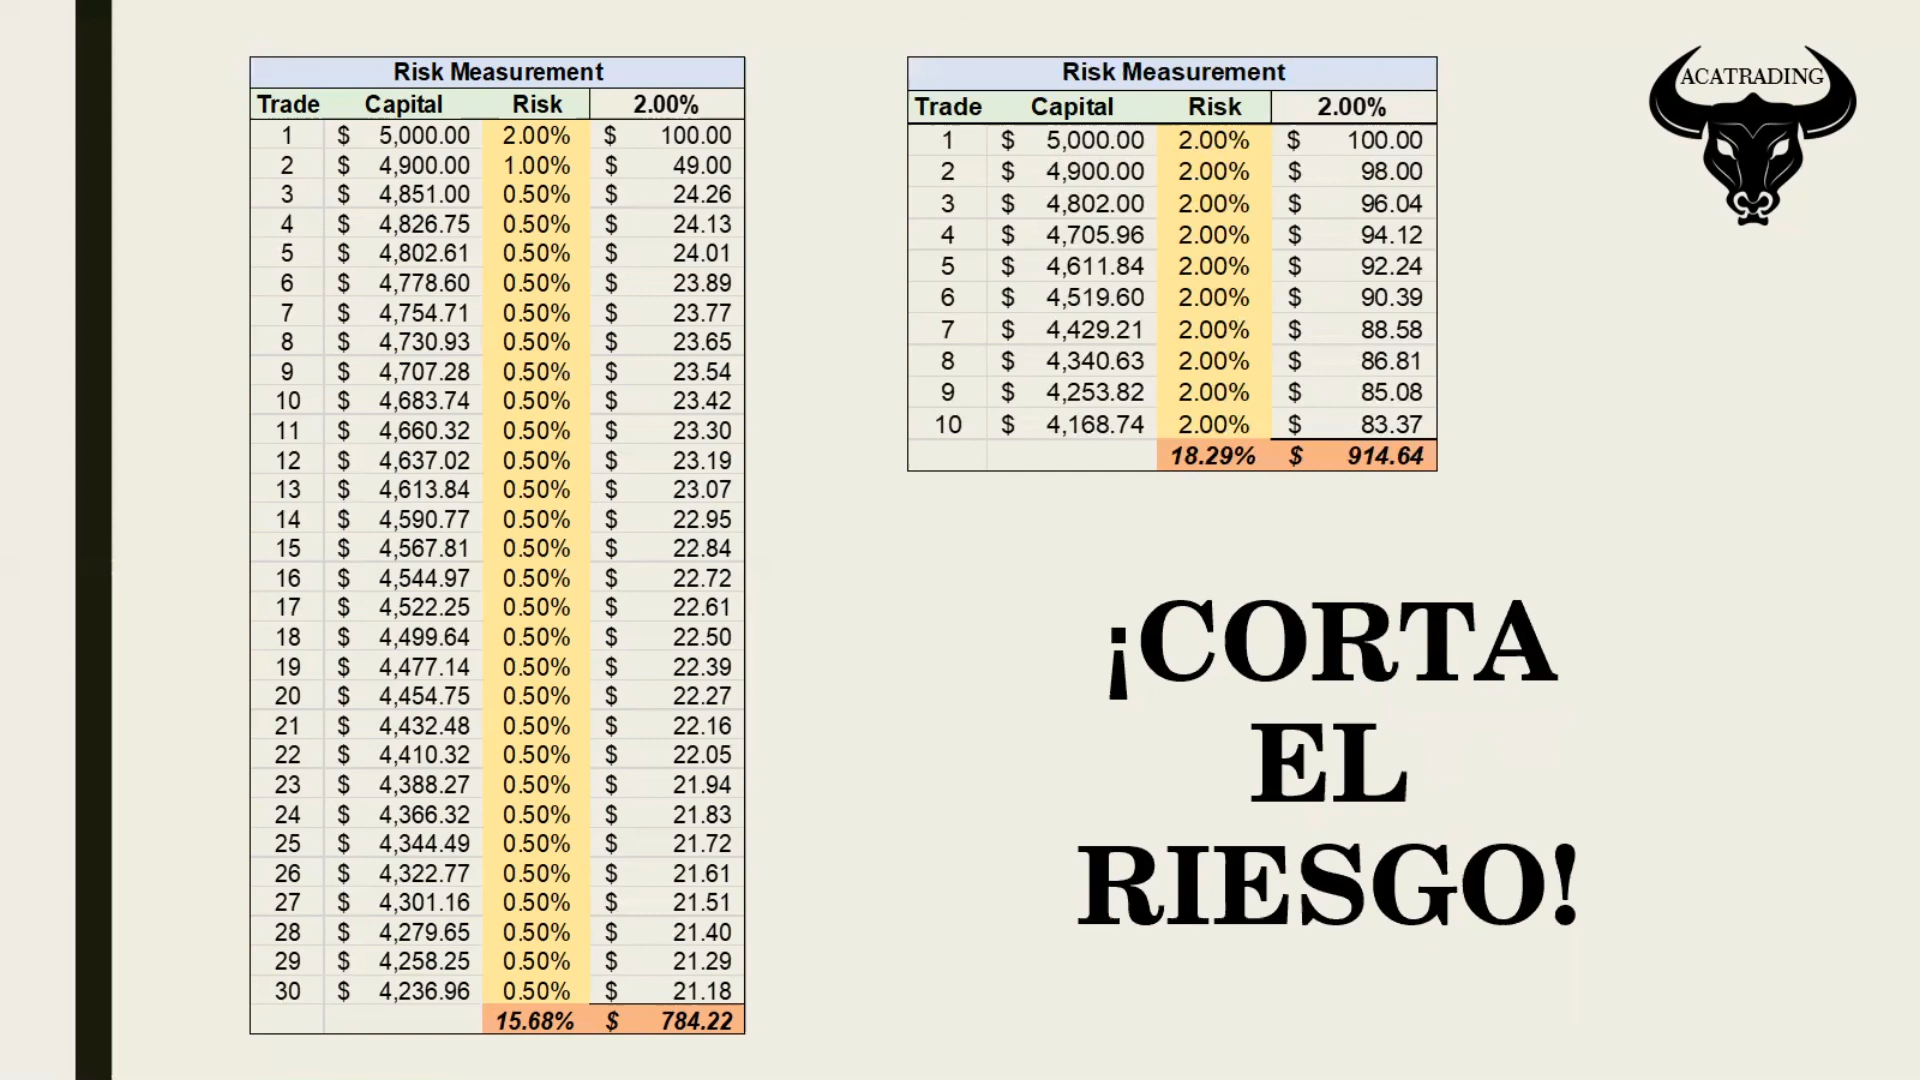 Risk Measurement
Trade Capital Risk 2.00%
1 $ 5,000.00 2.00% $ 100.00
2 $ 4,900.00 1.00% $ 49.00
3 $ 4,851.00 0.50% $ 24.26
4 $ 4,826.75 0.50% $ 24.13
5 $ 4,802.61 0.50% $ 24.01
6 $ 4,778.60 0.50% $ 23.89
7 $ 4,754.71 0.50% $ 23.77
8 $ 4,730.93 0.50% $ 23.65
9 $ 4,707.28 0.50% $ 23.54
10 $ 4,683.74 0.50% $ 23.42
11 $ 4,660.32 0.50% $ 23.30
12 $ 4,637.02 0.50% $ 23.19
13 $ 4,613.84 0.50% $ 23.07
14 $ 4,590.77 0.50% $ 22.95
15 $ 4,567.81 0.50% $ 22.84
16 $ 4,544.97 0.50% $ 22.72
17 $ 4,522.25 0.50% $ 22.61
18 $ 4,499.64 0.50% $ 22.50
19 $ 4,477.14 0.50% $ 22.39
20 $ 4,454.75 0.50% $ 22.27
21 $ 4,432.48 0.50% $ 22.16
22 $ 4,410.32 0.50% $ 22.05
23 $ 4,388.27 0.50% $ 21.94
24 $ 4,366.32 0.50% $ 21.83
25 $ 4,344.49 0.50% $ 21.72
26 $ 4,322.77 0.50% $ 21.61
27 $ 4,301.16 0.50% $ 21.51
28 $ 4,279.65 0.50% $ 21.40
29 $ 4,258.25 0.50% $ 21.29
30 $ 4,236.96 0.50% $ 21.18
15.68% $ 784.22
Risk Measurement
Trade Capital Risk 2.00%
1 $ 5,000.00 2.00% $ 100.00
2 $ 4,900.00 2.00% $ 98.00
3 $ 4,802.00 2.00% $ 96.04
4 $ 4,705.96 2.00% $ 94.12
5 $ 4,611.84 2.00% $ 92.24
6 $ 4,519.60 2.00% $ 90.39
7 $ 4,429.21 2.00% $ 88.58
8 $ 4,340.63 2.00% $ 86.81
9 $ 4,253.82 2.00% $ 85.08
10 $ 4,168.74 2.00% $ 83.37
18.29% $ 914.64
ACATRADING
¡CORTA
EL
RIESGO!